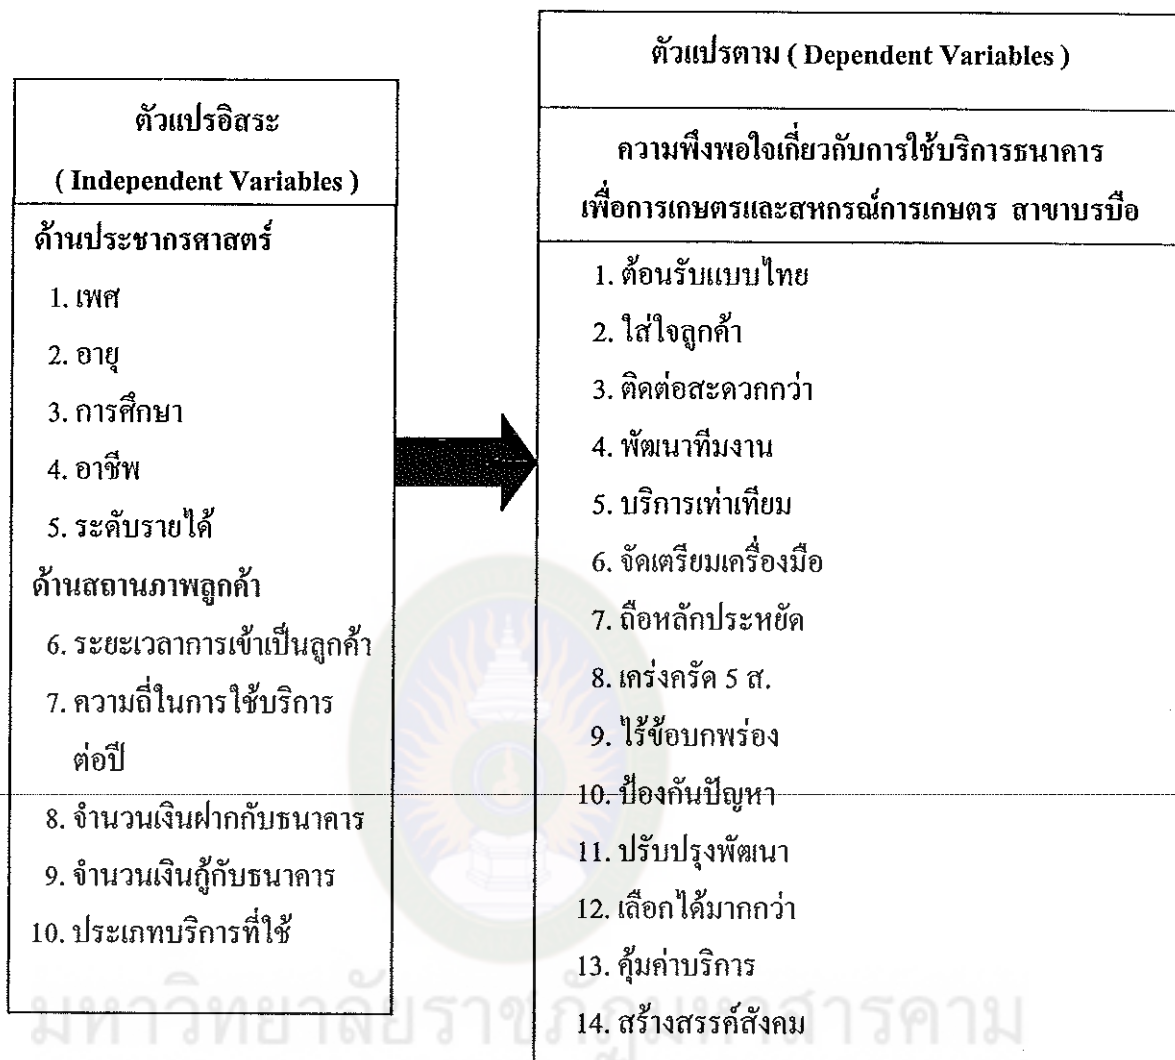 ตัวแปรอิสระ
( Independent Variables )
ด้านประชากรศาสตร์
1. เพศ
2. อายุ
3. การศึกษา
4. อาชีพ
5. ระดับรายได้
ด้านสถานภาพลูกค้า
6. ระยะเวลาการเข้าเป็นลูกค้า
7. ความถี่ในการใช้บริการ
ต่อปี
8. จำนวนเงินฝากกับธนาคาร
9. จำนวนเงินกู้กับธนาคาร
10. ประเภทบริการที่ใช้
ตัวแปรตาม ( Dependent Variables )
ความพึงพอใจเกี่ยวกับการใช้บริการธนาคาร
เพื่อการเกษตรและสหกรณ์การเกษตร สาขาบรบือ
1. ต้อนรับแบบไทย
2. ใส่ใจลูกค้า
3. ติดต่อสะดวกกว่า
4. พัฒนาทีมงาน
5. บริการเท่าเทียม
6. จัดเตรียมเครื่องมือ
7. ถือหลักประหยัด
8. เคร่งครัด 5 ส.
9. ไร้ข้อบกพร่อง
10. ป้องกันปัญหา
11. ปรับปรุงพัฒนา
12. เลือกได้มากกว่า
13. คุ้มค่าบริการ
14. สร้างสรรค์สังคม
มหาวิทยาลัยราชภัฏมหาสารคาม